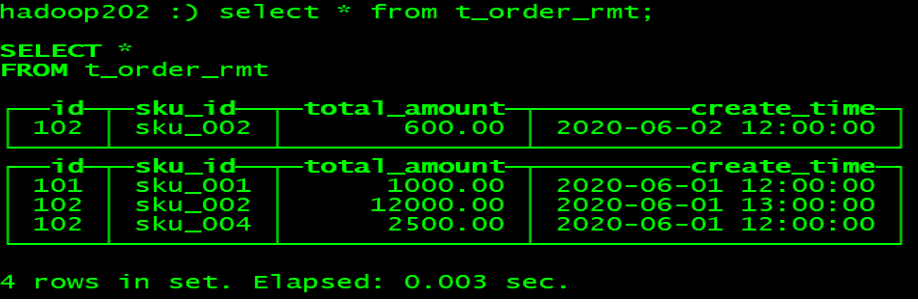 hadoop202 :) select * from t_order_rmt;
SELECT *
FROM t_order_rmt
id sku_id total_amount create_time
102 sku_002 600.00 2020-06-02 12:00:00
id sku_id total_amount create_time
101 sku_001 1000.00 2020-06-01 12:00:00
102 sku_002 12000.00 2020-06-01 13:00:00
102 sku_004 2500.00 2020-06-01 12:00:00
4 rows in set. Elapsed: 0.003 sec.